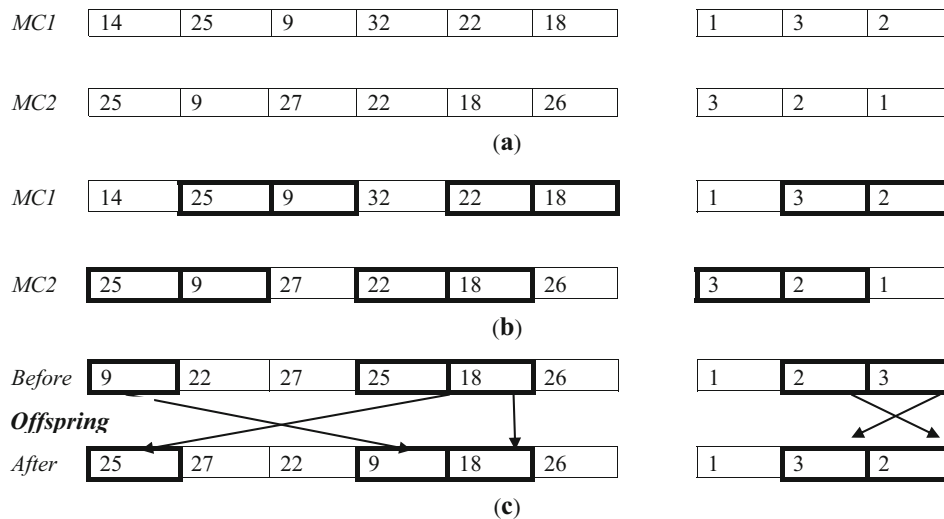 MC1 14 25 9 32 22 18 1 3 2
MC2 25 9 27 22 18 26 3 2 1
(a)
MC1 14 25 9 32 22 18 1 3 2
MC2 25 9 27 22 18 26 3 2 1
(b)
Before 9 22 27 25 18 26 1 2 3
Offspring
After 25 27 22 9 18 26 1 3 2
(c)